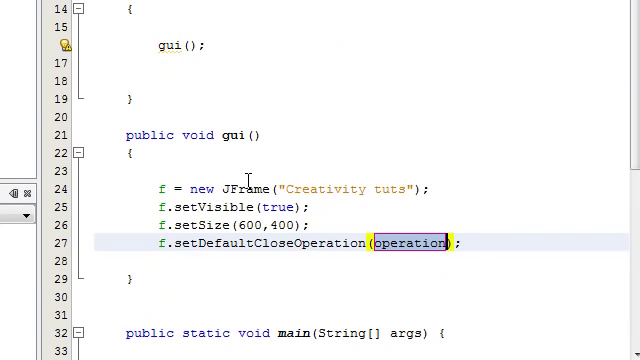 14 {
15
gui();
17
18
19 }
20
21 public void gui()
22 {
23
24 f = new JFrame("Creativity tuts");
25 f.setVisible(true);
26 f.setSize(600,400);
27 f.setDefaultCloseOperation(operation);
28
29 }
30
31
32 public static void main(String[] args) {
33